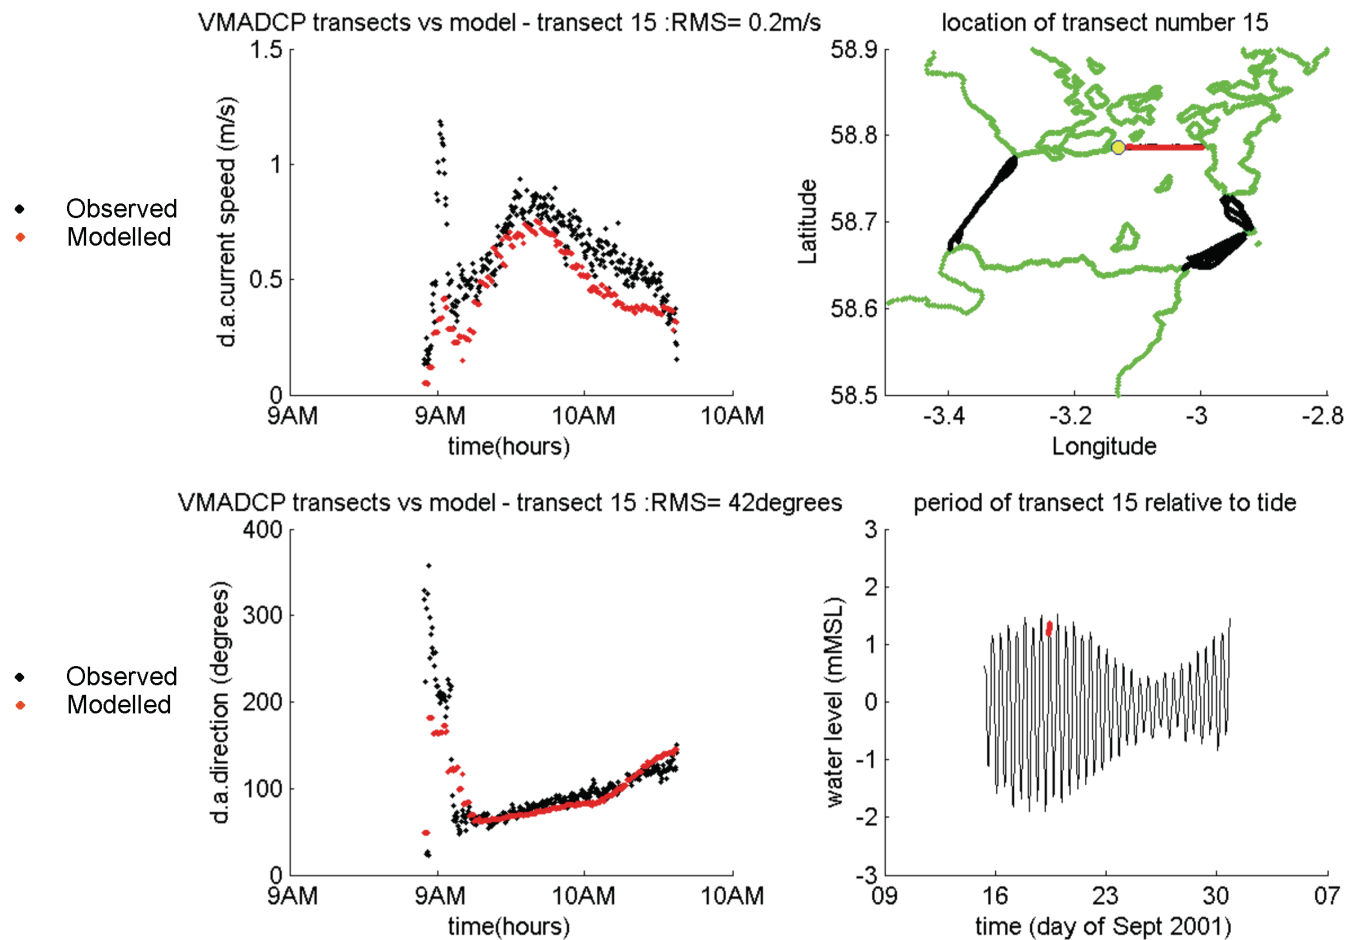 VMADCP transects vs model - transect 15 :RMS= 0.2m/s
1.5
1
0.5
0
d.a.current speed (m/s)
9AM 9AM 10AM 10AM
time(hours)
Observed
Modelled
location of transect number 15
58.9
58.8
58.7
58.6
58.5
Latitude
-3.4 -3.2 -3 -2.8
Longitude
VMADCP transects vs model - transect 15 :RMS= 42degrees
400
300
200
100
0
d.a.direction (degrees)
9AM 9AM 10AM 10AM
time(hours)
Observed
Modelled
period of transect 15 relative to tide
3
2
1
0
-1
-2
-3
water level (mMSL)
09 16 23 30 07
time (day of Sept 2001)